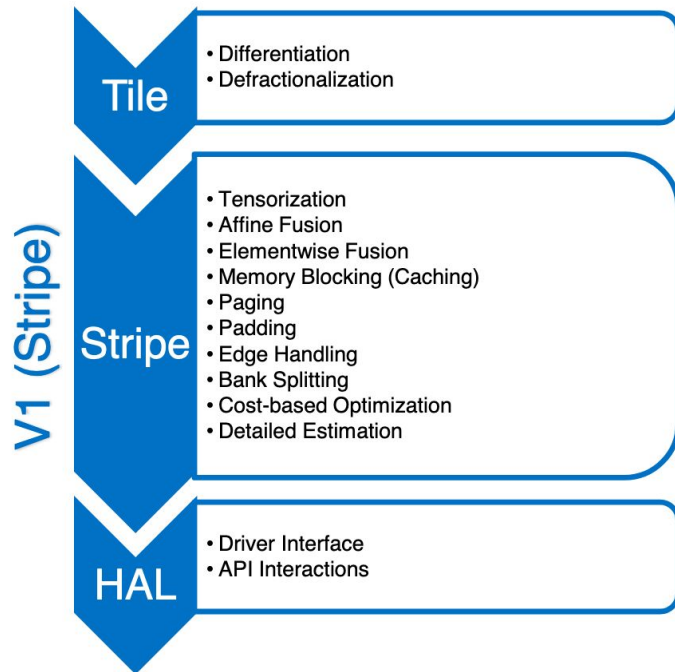 V1 (Stripe)
Tile
• Differentiation
• Defractionalization
Stripe
• Tensorization
• Affine Fusion
• Elementwise Fusion
• Memory Blocking (Caching)
• Paging
• Padding
• Edge Handling
• Bank Splitting
• Cost-based Optimization
• Detailed Estimation
HAL
• Driver Interface
• API Interactions